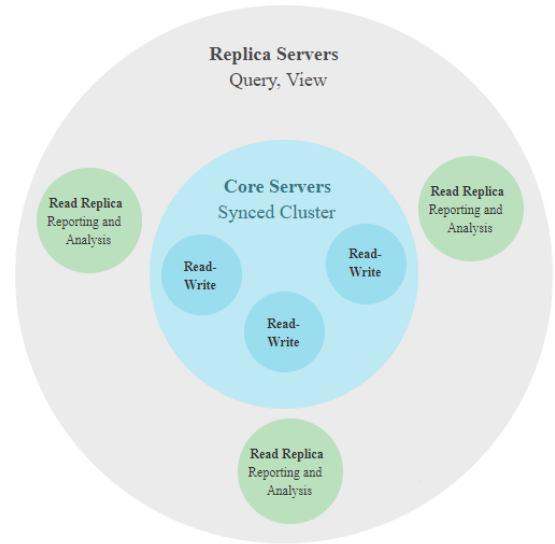 Replica Servers
Query, View
Core Servers
Synced Cluster
Read Replica
Reporting and
Analysis
Read Replica
Reporting and
Analysis
Read-
Write
Read-
Write
Read-
Write
Read Replica
Reporting and
Analysis